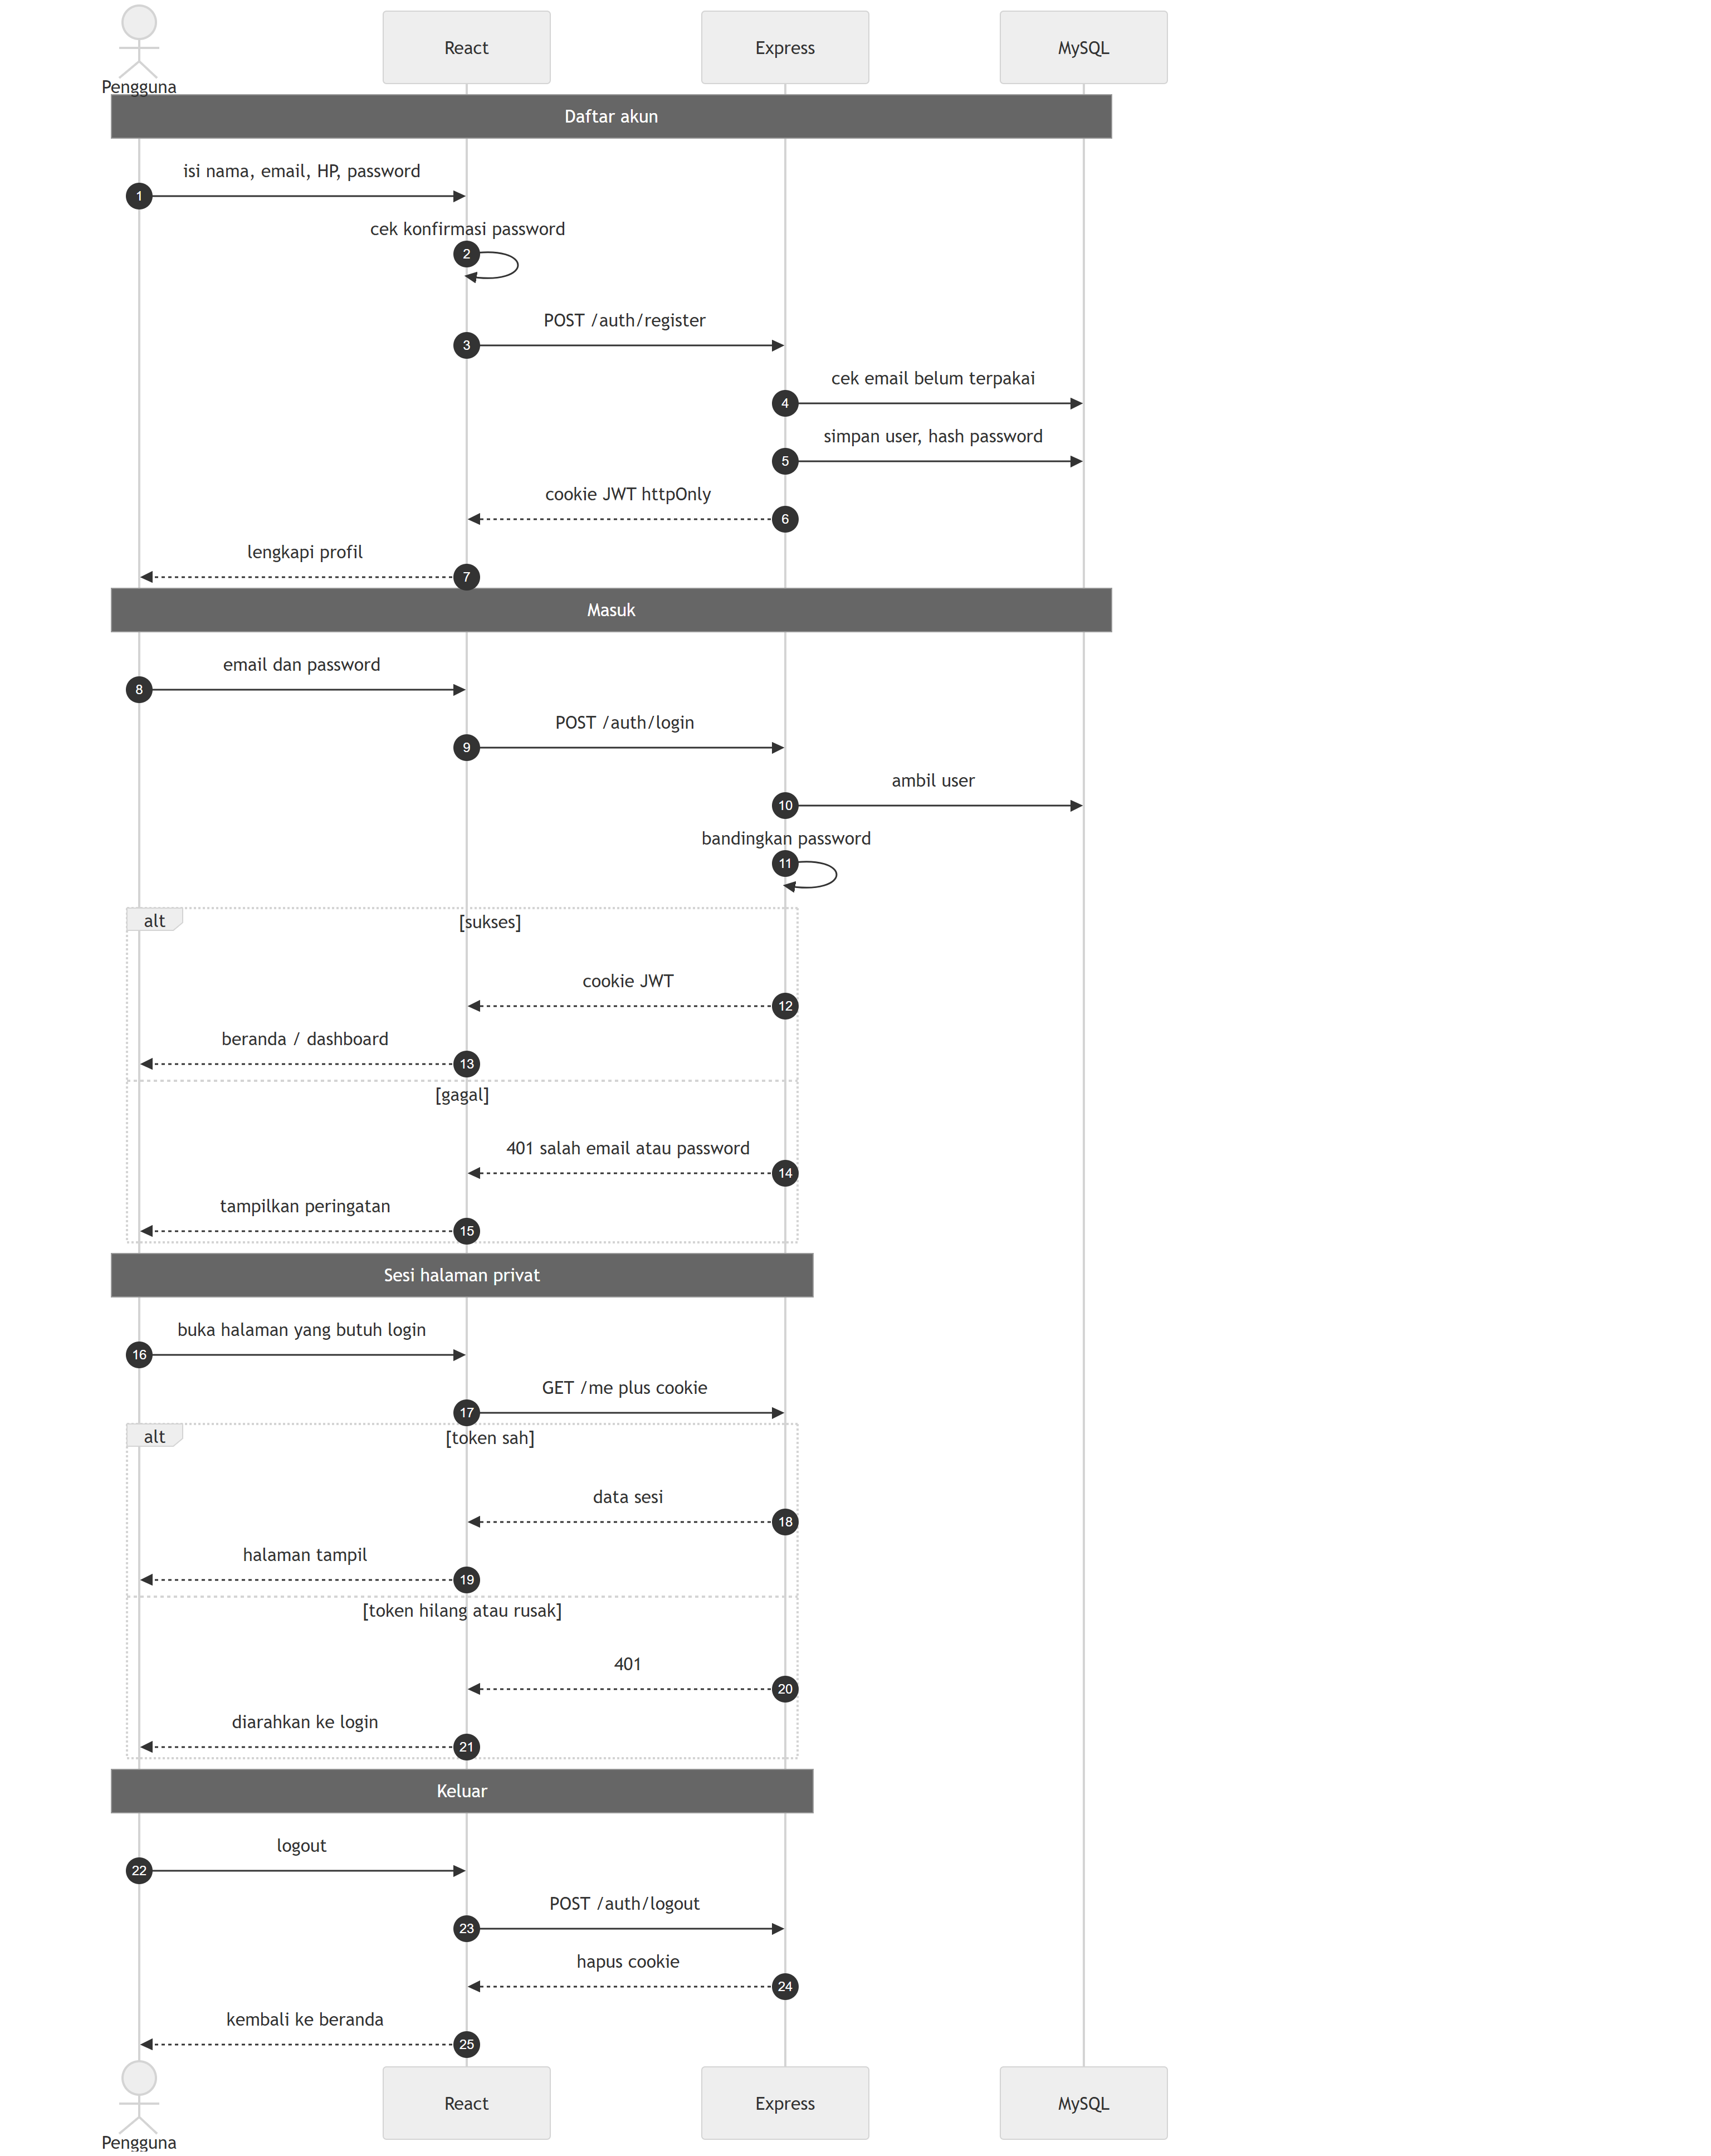 Pengguna
React
Express
MySQL
Daftar akun
isi nama, email, HP, password
1
cek konfirmasi password
2
POST /auth/register
3
cek email belum terpakai
4
simpan user, hash password
5
cookie JWT httpOnly
6
lengkapi profil
7
Masuk
email dan password
8
POST /auth/login
9
ambil user
10
bandingkan password
11
alt
[sukses]
cookie JWT
12
beranda / dashboard
13
[gagal]
401 salah email atau password
14
tampilkan peringatan
15
Sesi halaman privat
buka halaman yang butuh login
16
GET /me plus cookie
17
alt
[token sah]
data sesi
18
halaman tampil
19
[token hilang atau rusak]
401
20
diarahkan ke login
21
Keluar
logout
22
POST /auth/logout
23
hapus cookie
24
kembali ke beranda
25
Pengguna
React
Express
MySQL